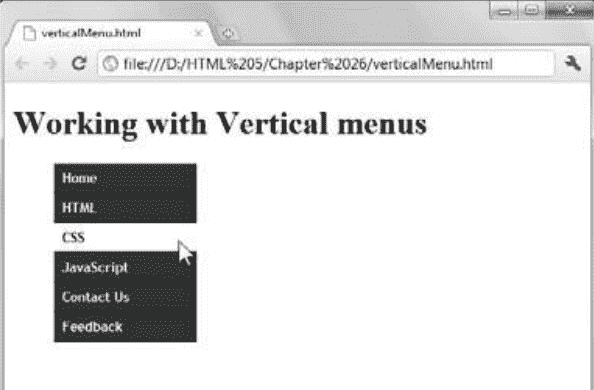 verticalMenu.html
file:///D:/HTML%205/Chapter%2026/verticalMenu.html
Working with Vertical menus
Home
HTML
CSS
JavaScript
Contact Us
Feedback